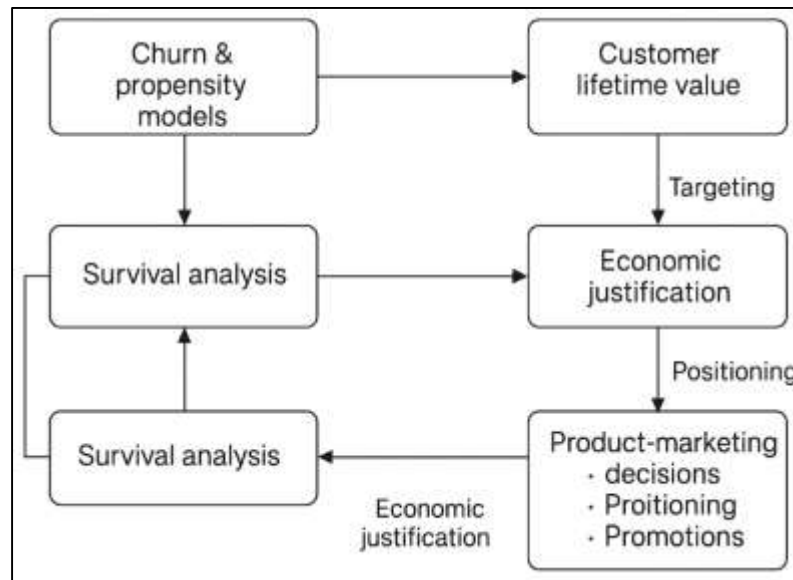 Churn &
propensity
models
Customer
lifetime value
Targeting
Survival analysis
Economic
justification
Positioning
Survival analysis
Economic
justification
Product-marketing
· decisions
· Proitioning
· Promotions